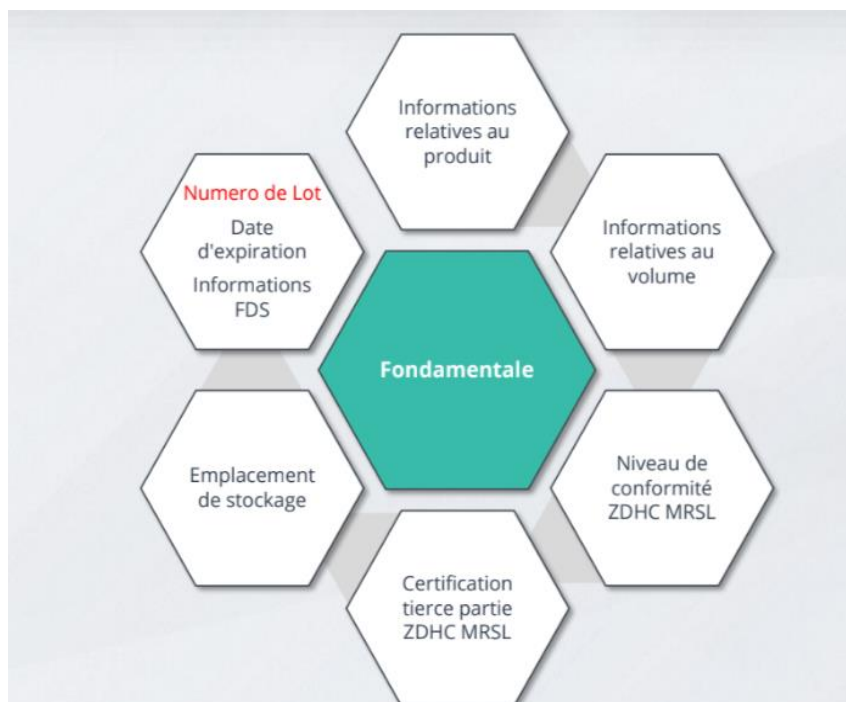 Informations
relatives au
produit
Numero de Lot
Date
d'expiration
Informations
FDS
Informations
relatives au
volume
Fondamentale
Emplacement
de stockage
Niveau de
conformité
ZDHC MRSL
Certification
tierce partie
ZDHC MRSL